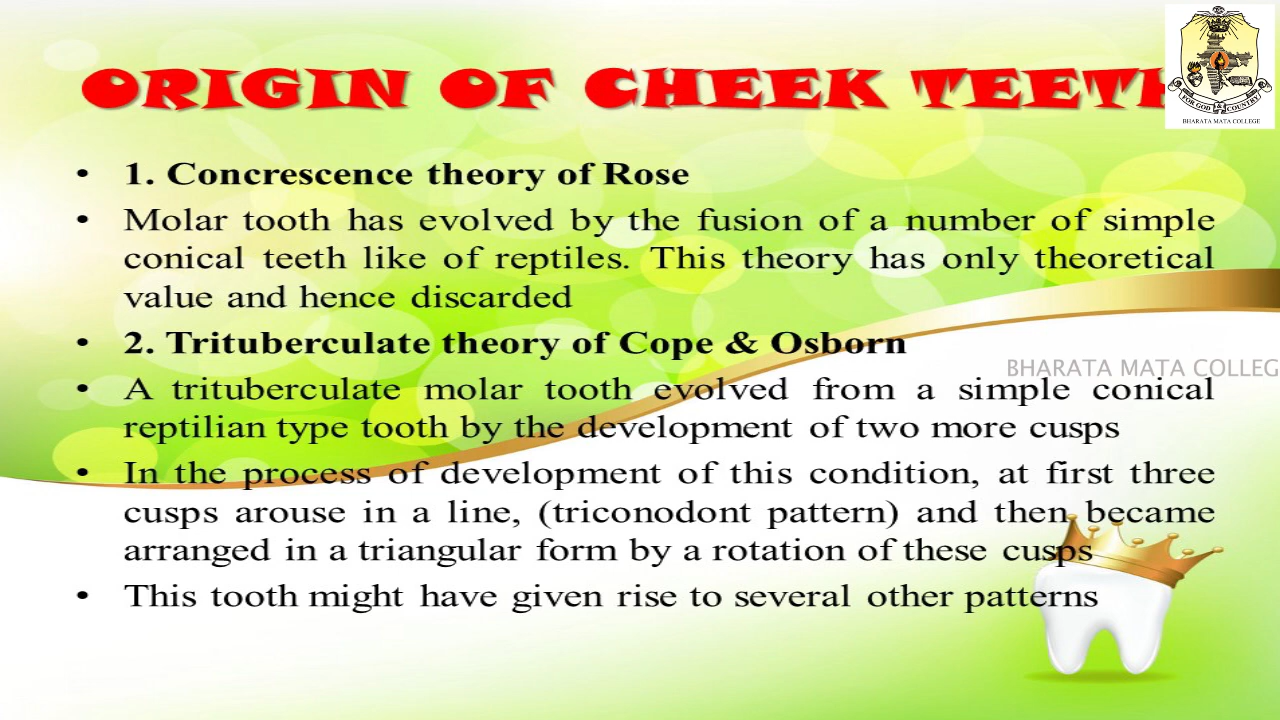 ORIGIN OF CHEEK TEETH
FOR GOD & COUNTRY
BHARATA MATA COLLEGE
• 1. Concrescence theory of Rose
• Molar tooth has evolved by the fusion of a number of simple
conical teeth like of reptiles. This theory has only theoretical
value and hence discarded
• 2. Trituberculate theory of Cope & Osborn
BHARATA MATA COLLEG
• A trituberculate molar tooth evolved from a simple conical
reptilian type tooth by the development of two more cusps
• In the process of development of this condition, at first three
cusps arouse in a line, (triconodont pattern) and then became
arranged in a triangular form by a rotation of these cusps
• This tooth might have given rise to several other patterns